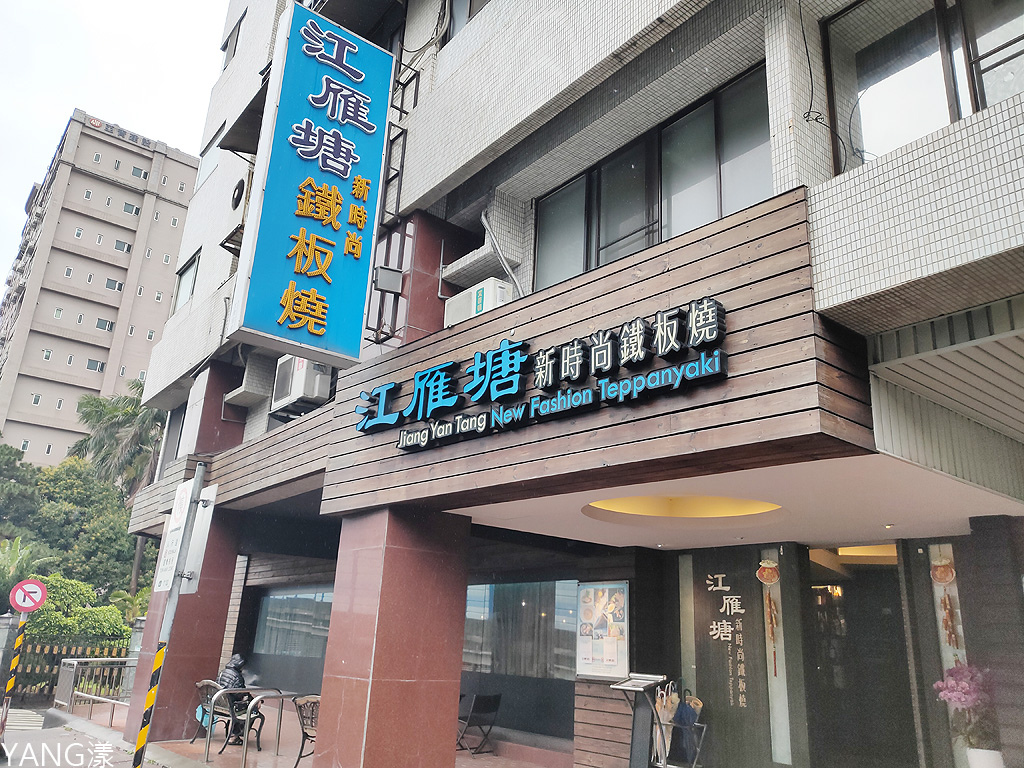 江雁塘
新時尚
鐵板燒
江雁塘 新時尚鐵板燒
Jiang Yan Tang New Fashion Teppanyaki
江雁塘
新時尚鐵板燒
YANG漾